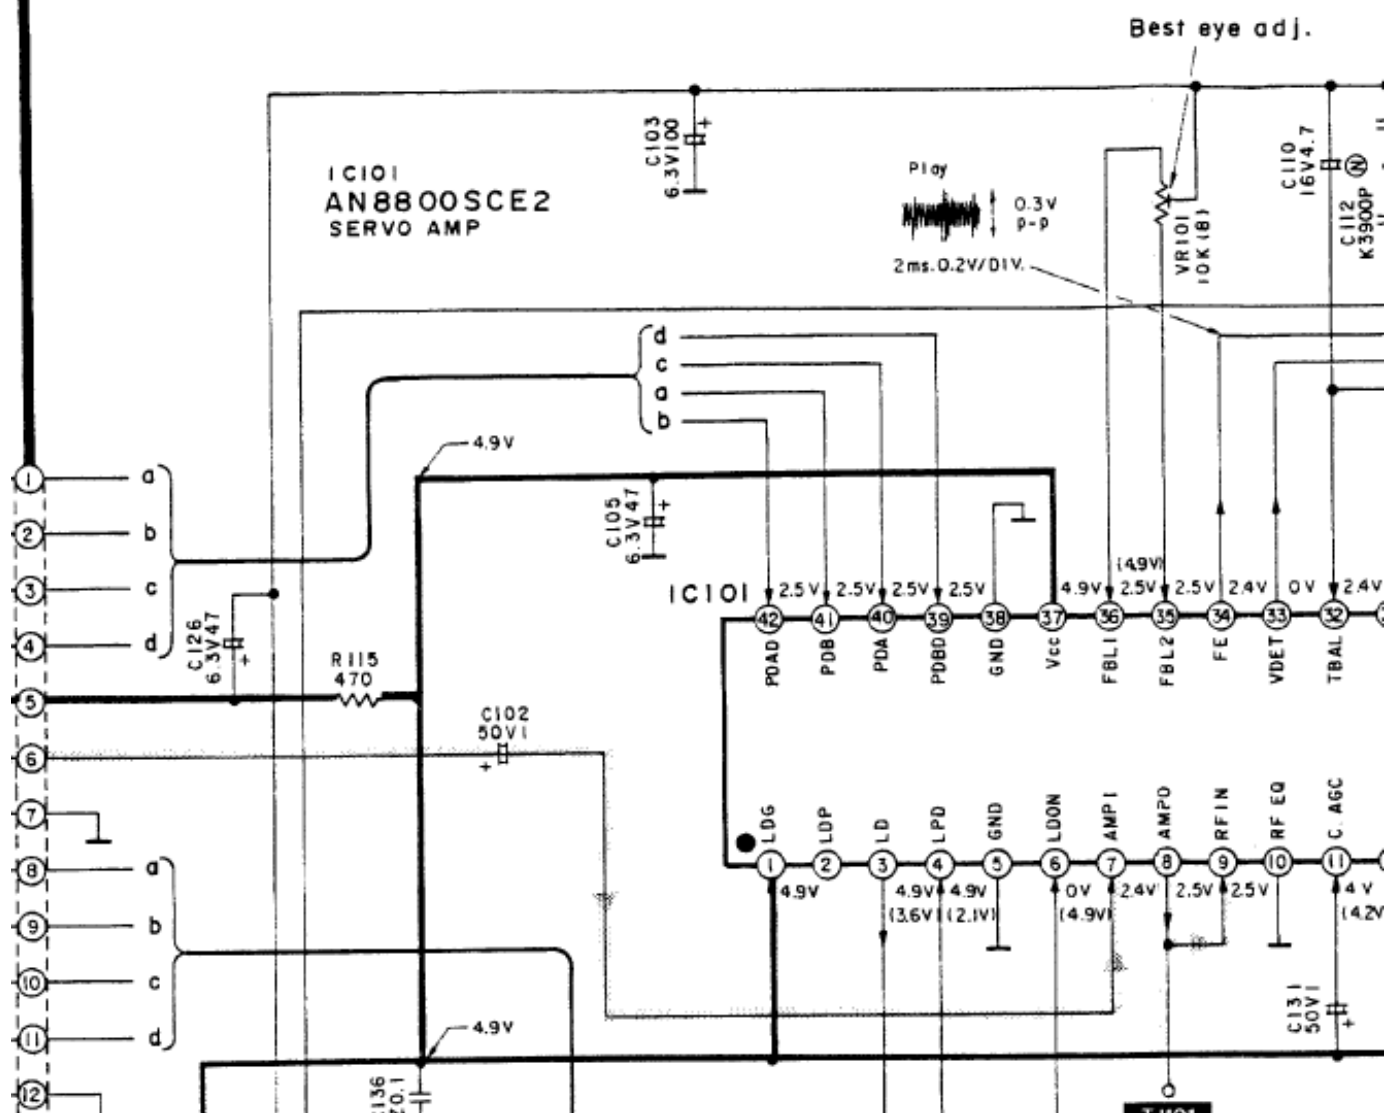 Best eye adj.
IC101
AN8800SCE2
SERVO AMP
C103
6.3V100
+
Play
0.3V
P-P
2ms.0.2V/DIV.
VR101
10K(B)
C110
16V4.7
N
C112
K3900P
d
c
a
b
4.9V
1
a
2
b
3
c
4
d
5
6
7
8
a
9
b
10
c
11
d
12
C126
6.3V47
+
R115
470
C105
6.3V47
+
C102
50V1
+
IC101
2.5V
2.5V
2.5V
2.5V
4.9V
(4.9V)
2.5V
2.5V
2.4V
0V
2.4V
42
41
40
39
38
37
36
35
34
33
32
PDAD
PDB
PDA
PDBD
GND
Vcc
FBL1
FBL2
FE
VDET
TBAL
LDG
LDP
LD
LPD
GND
LDON
AMPI
AMPO
RFIN
RF EQ
C.AGC
1
2
3
4
5
6
7
8
9
10
11
4.9V
4.9V
(3.6V)
4.9V
(2.1V)
0V
(4.9V)
2.4V
2.5V
2.5V
4V
(4.2V
C131
50V1
+
4.9V